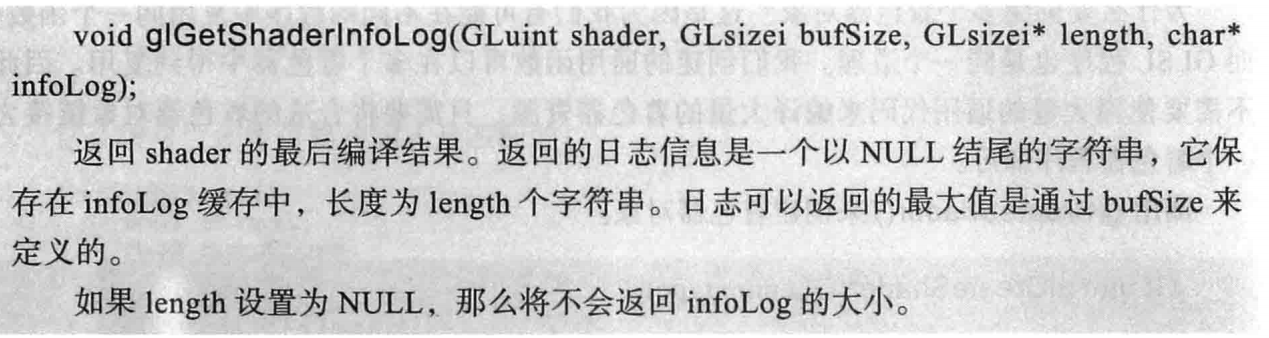 void glGetShaderInfoLog(GLuint shader, GLsizei bufSize, GLsizei* length, char*
infoLog);
返回 shader 的最后编译结果。返回的日志信息是一个以 NULL 结尾的字符串，它保
存在 infoLog 缓存中，长度为 length 个字符串。日志可以返回的最大值是通过 bufSize 来
定义的。
如果 length 设置为 NULL，那么将不会返回 infoLog 的大小。